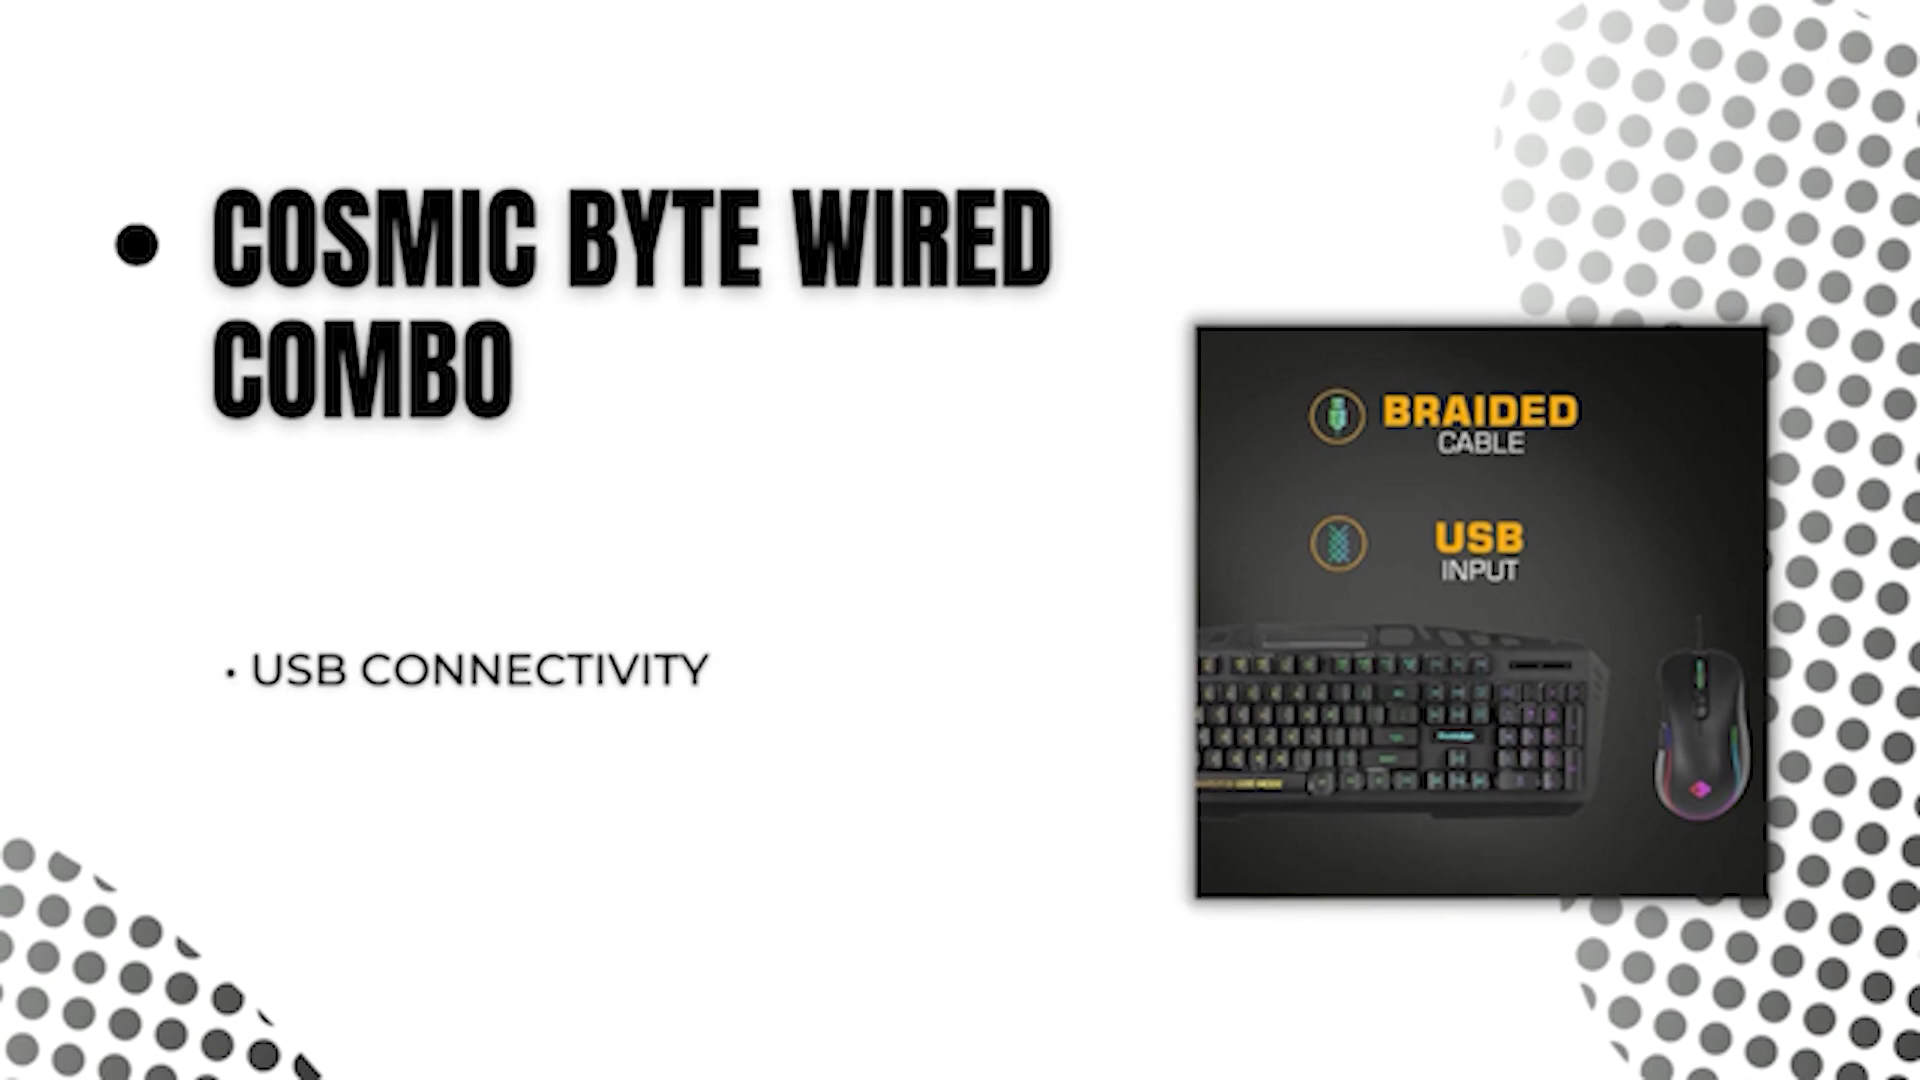 • COSMIC BYTE WIRED
COMBO
• USB CONNECTIVITY
BRAIDED
CABLE
USB
INPUT